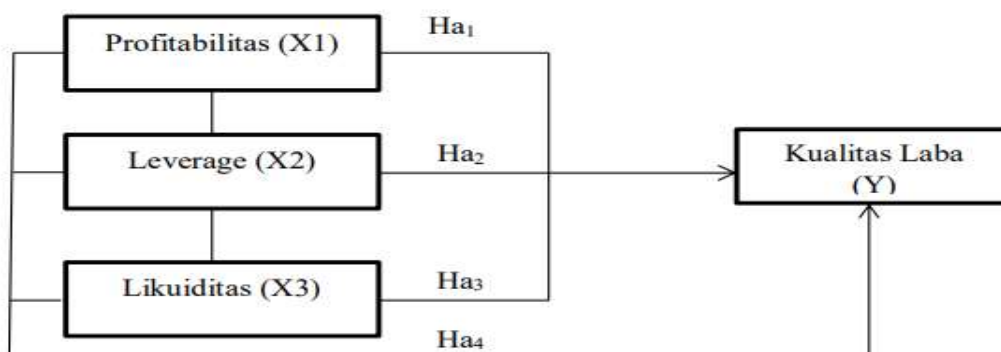 Ha₁
Profitabilitas (X1)
Ha₂
Leverage (X2)
Kualitas Laba
(Y)
Ha₃
Likuiditas (X3)
Ha₄